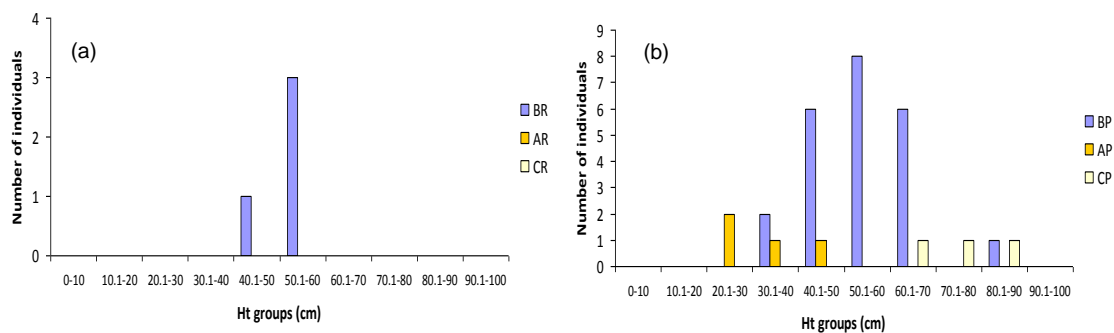 (a)
Number of individuals
4
3
2
1
0
0-10 10.1-20 20.1-30 30.1-40 40.1-50 50.1-60 60.1-70 70.1-80 80.1-90 90.1-100
Ht groups (cm)
BR
AR
CR
(b)
Number of individuals
9
8
7
6
5
4
3
2
1
0
0-10 10.1-20 20.1-30 30.1-40 40.1-50 50.1-60 60.1-70 70.1-80 80.1-90 90.1-100
Ht groups (cm)
BP
AP
CP